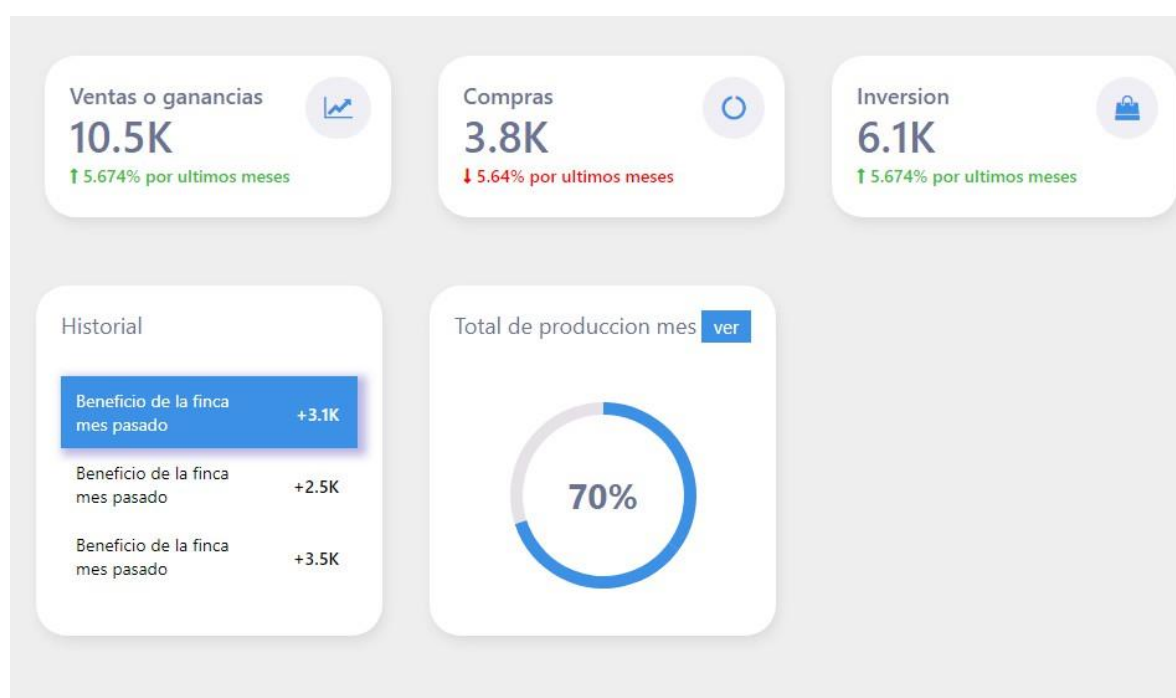 Ventas o ganancias
10.5K
⬆ 5.674% por ultimos meses
Compras
3.8K
⬇ 5.64% por ultimos meses
Inversion
6.1K
⬆ 5.674% por ultimos meses
Historial
Beneficio de la finca
mes pasado
+3.1K
Beneficio de la finca
mes pasado
+2.5K
Beneficio de la finca
mes pasado
+3.5K
Total de produccion mes ver
70%